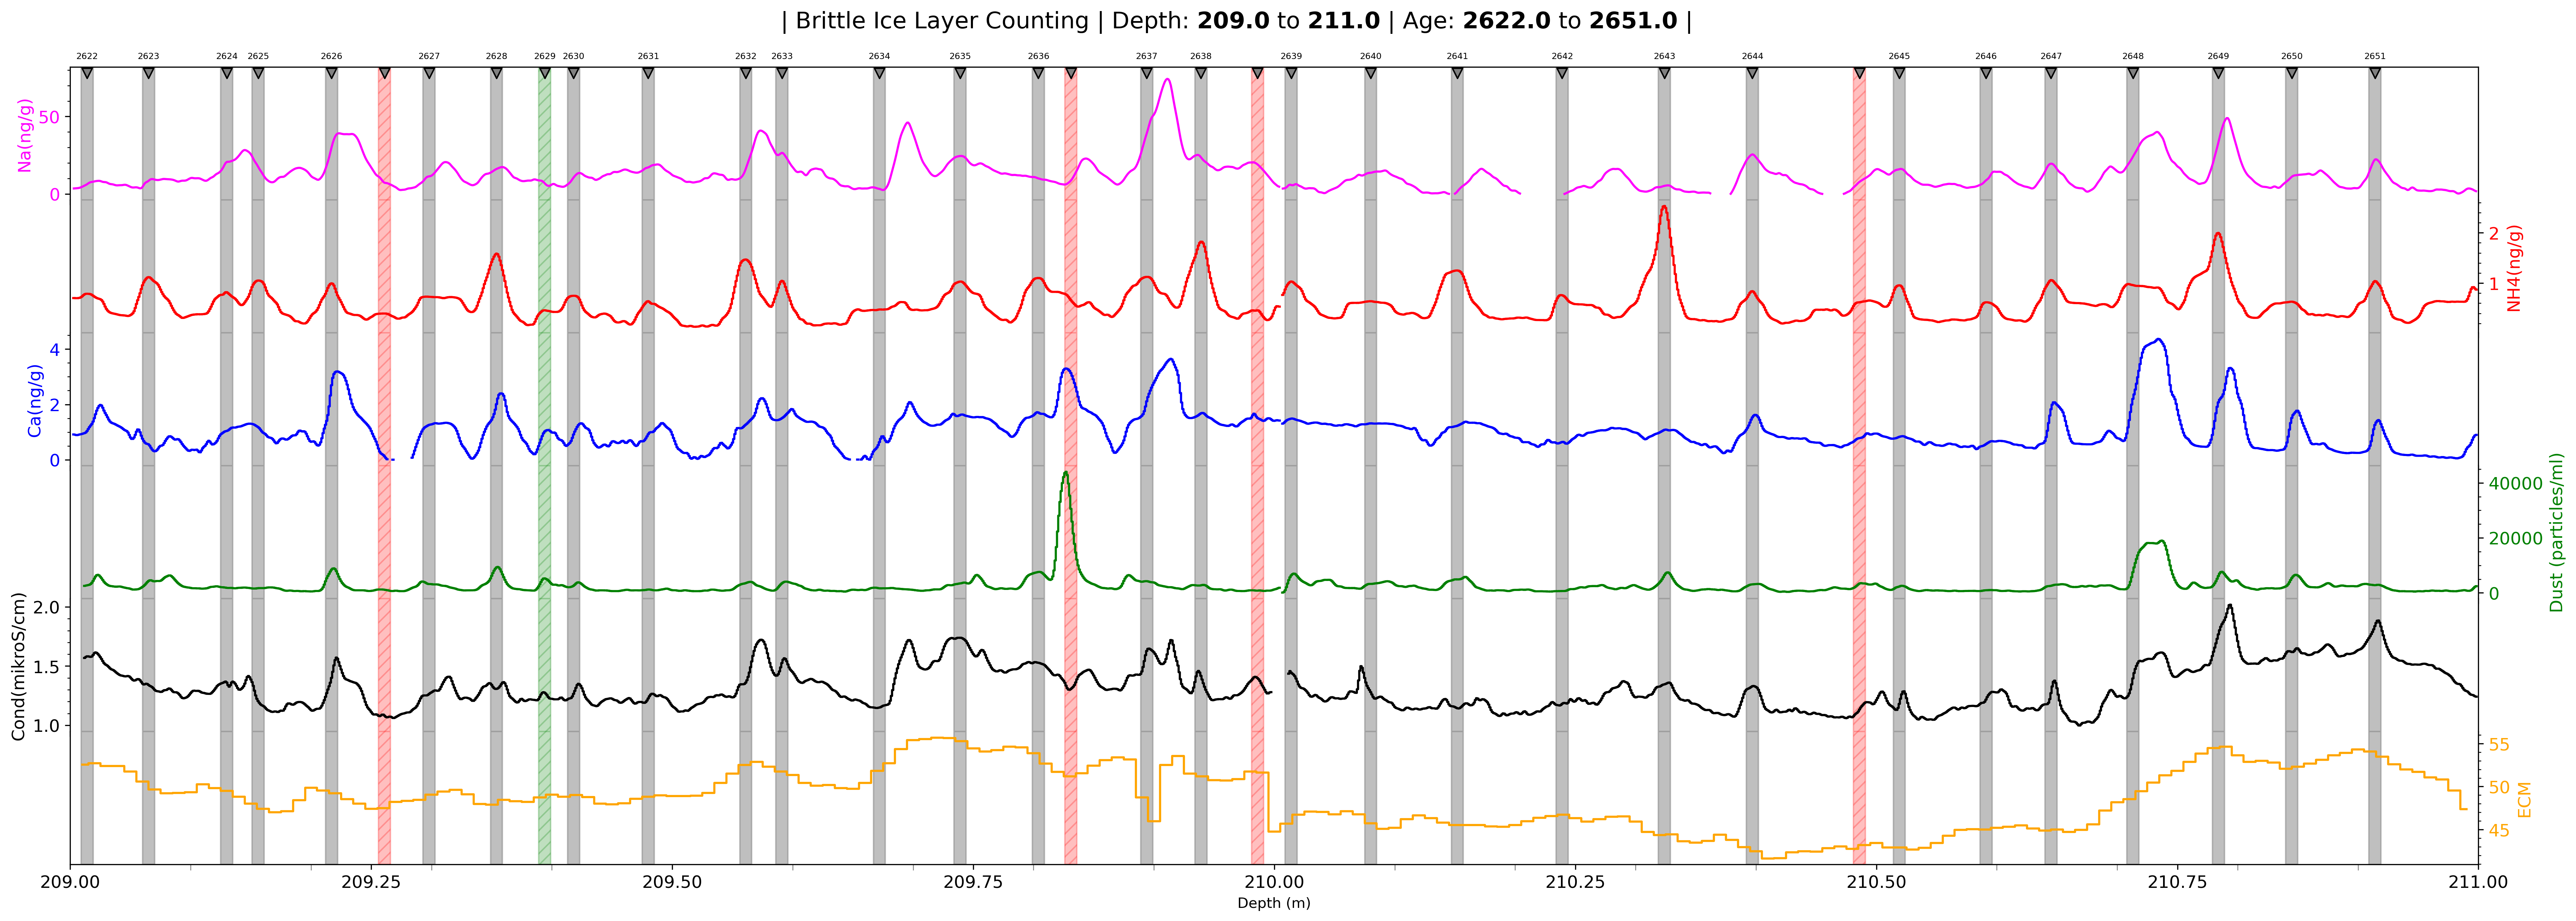 | Brittle Ice Layer Counting | Depth: 209.0 to 211.0 | Age: 2622.0 to 2651.0 |
2622 2623 2624 2625 2626 2627 2628 2629 2630 2631 2632 2633 2634 2635 2636 2637 2638 2639 2640 2641 2642 2643 2644 2645 2646 2647 2648 2649 2650 2651
Na(ng/g)
50
0
NH4(ng/g)
2
1
Ca(ng/g)
4
2
0
Dust (particles/ml)
40000
20000
0
Cond(mikroS/cm)
2.0
1.5
1.0
ECM
55
50
45
209.00 209.25 209.50 209.75 210.00 210.25 210.50 210.75 211.00
Depth (m)